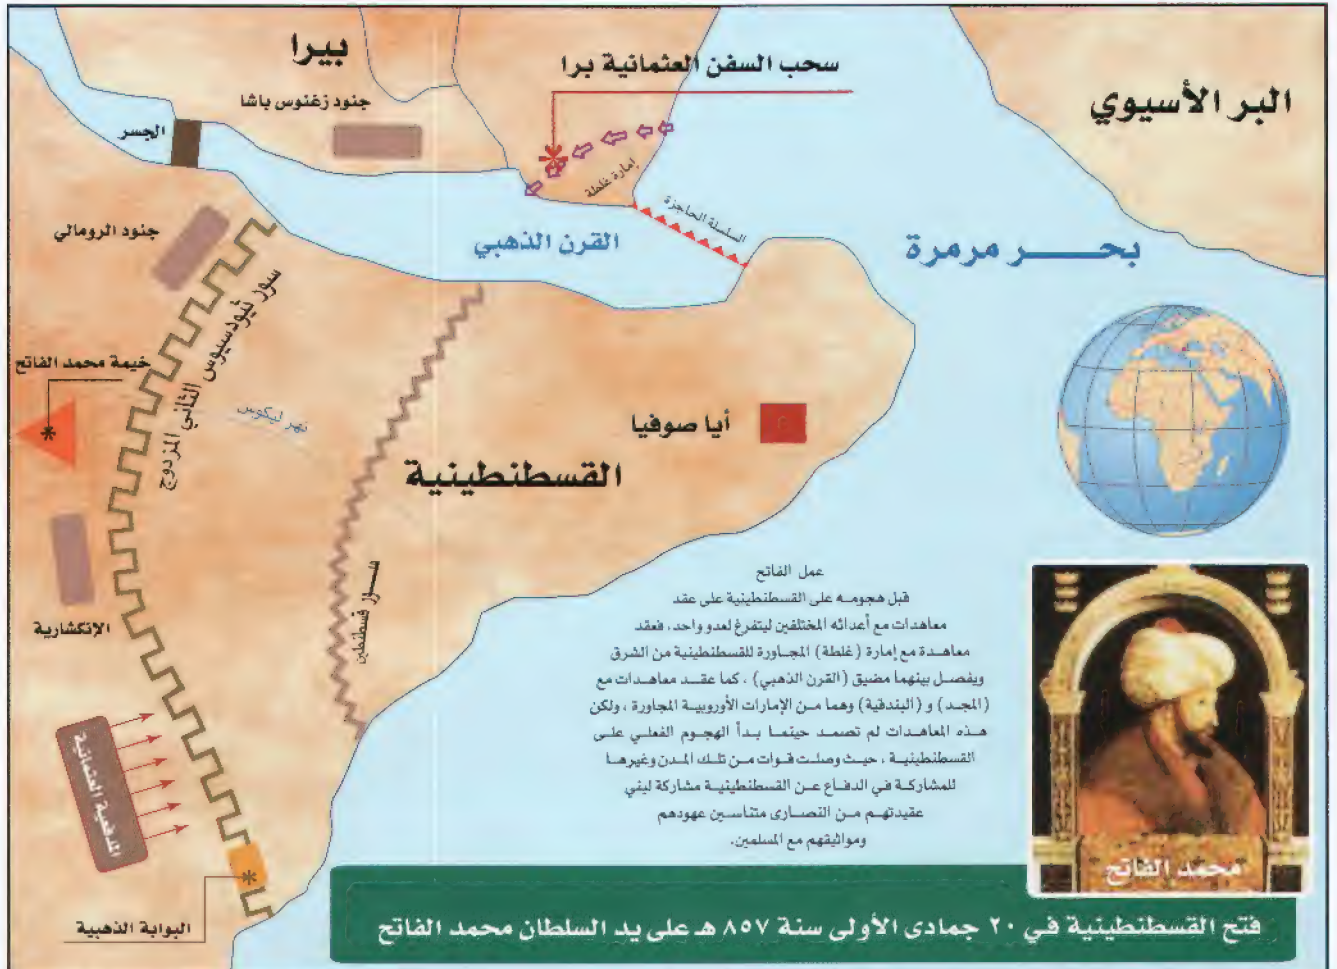 بيرا
سحب السفن العثمانية برا
البر الأسيوي
جنود زغنوس باشا
الجسر
إمارة غلطة
السلسلة الحاجزة
جنود الرومالي
القرن الذهبي
بحر مرمرة
سور ثيودسيوس الثاني المزدوج
خيمة محمد الفاتح
نهر ليكوس
أيا صوفيا
القسطنطينية
سور قسطنطين
الإنكشارية
المدفعية العثمانية
البوابة الذهبية
عمل الفاتح
قبل هجومه على القسطنطينية على عقد
معاهدات مع أعدائه المختلفين ليتفرغ لعدو واحد، فعقد
معاهدة مع إمارة (غلطة) المجاورة للقسطنطينية من الشرق
ويفصل بينهما مضيق (القرن الذهبي)، كما عقد معاهدات مع
(المجد) و (البندقية) وهما من الإمارات الأوروبية المجاورة، ولكن
هذه المعاهدات لم تصمد حينما بدأ الهجوم الفعلي على
القسطنطينية، حيث وصلت قوات من تلك المدن وغيرها
للمشاركة في الدفاع عن القسطنطينية مشاركة لبني
عقيدتهم من النصارى متناسين عهودهم
ومواثيقهم مع المسلمين.
محمد الفاتح
فتح القسطنطينية في ٢٠ جمادى الأولى سنة ٨٥٧ هـ على يد السلطان محمد الفاتح